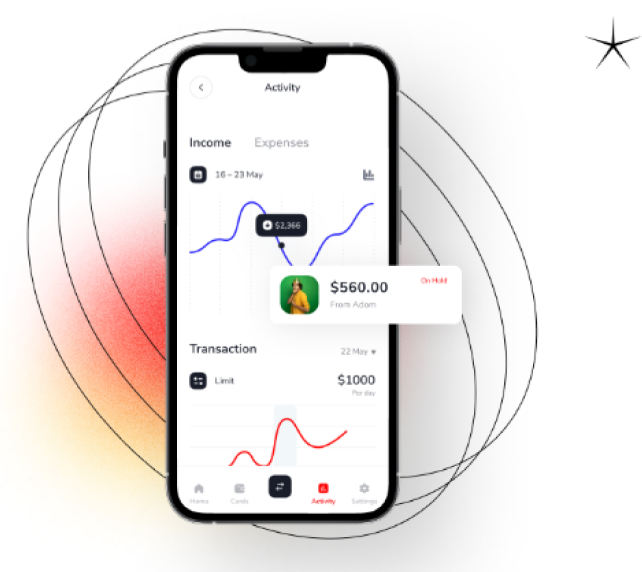 Activity
Income Expenses
16 – 23 May
$2,366
$560.00
On Hold
From Adom
Transaction
22 May
Limit
$1000
Per day
Home Cards Activity Settings